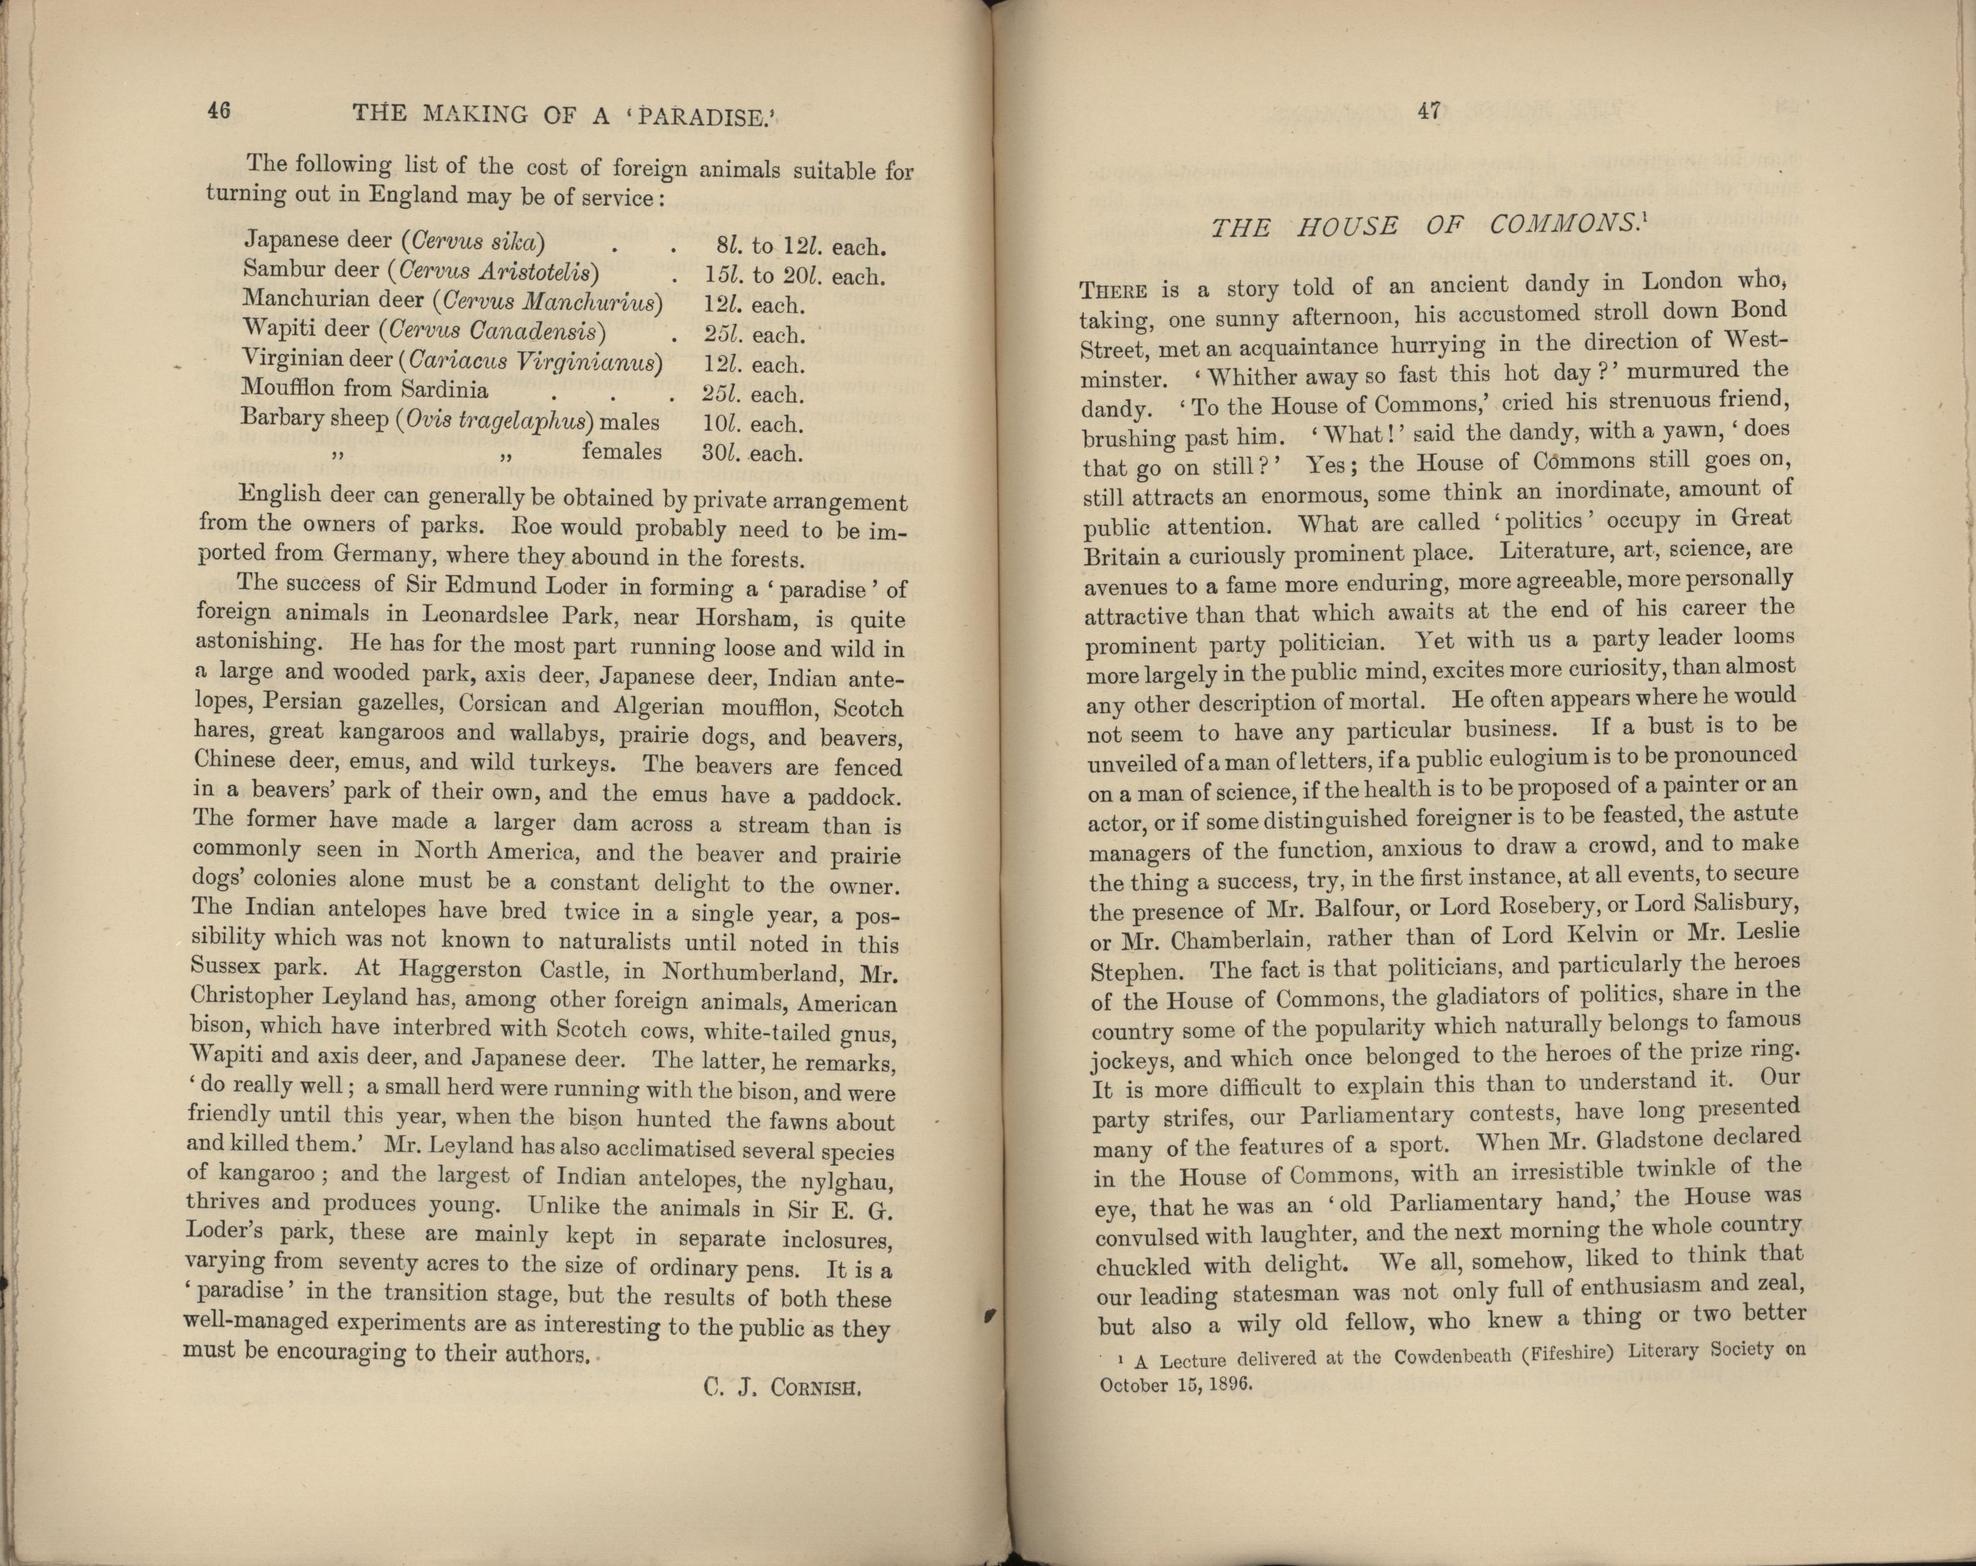 46 THE MAKING OF A ‘PARADISE.’
The following list of the cost of foreign animals suitable for
turning out in England may be of service:
Japanese deer (Cervus sika) . . 8l. to 12l. each.
Sambur deer (Cervus Aristotelis) . 15l. to 20l. each.
Manchurian deer (Cervus Manchurius) 12l. each.
Wapiti deer (Cervus Canadensis) . 25l. each.
Virginian deer (Cariacus Virginianus) 12l. each.
Moufflon from Sardinia . . . 25l. each.
Barbary sheep (Ovis tragelaphus) males 10l. each.
„ „ females 30l. each.
English deer can generally be obtained by private arrangement
from the owners of parks. Roe would probably need to be im-
ported from Germany, where they abound in the forests.
The success of Sir Edmund Loder in forming a ‘paradise’ of
foreign animals in Leonardslee Park, near Horsham, is quite
astonishing. He has for the most part running loose and wild in
a large and wooded park, axis deer, Japanese deer, Indian ante-
lopes, Persian gazelles, Corsican and Algerian moufflon, Scotch
hares, great kangaroos and wallabys, prairie dogs, and beavers,
Chinese deer, emus, and wild turkeys. The beavers are fenced
in a beavers’ park of their own, and the emus have a paddock.
The former have made a larger dam across a stream than is
commonly seen in North America, and the beaver and prairie
dogs’ colonies alone must be a constant delight to the owner.
The Indian antelopes have bred twice in a single year, a pos-
sibility which was not known to naturalists until noted in this
Sussex park. At Haggerston Castle, in Northumberland, Mr.
Christopher Leyland has, among other foreign animals, American
bison, which have interbred with Scotch cows, white-tailed gnus,
Wapiti and axis deer, and Japanese deer. The latter, he remarks,
‘do really well; a small herd were running with the bison, and were
friendly until this year, when the bison hunted the fawns about
and killed them.’ Mr. Leyland has also acclimatised several species
of kangaroo; and the largest of Indian antelopes, the nylghau,
thrives and produces young. Unlike the animals in Sir E. G.
Loder’s park, these are mainly kept in separate inclosures,
varying from seventy acres to the size of ordinary pens. It is a
‘paradise’ in the transition stage, but the results of both these
well-managed experiments are as interesting to the public as they
must be encouraging to their authors.
C. J. CORNISH.
47
THE HOUSE OF COMMONS.¹
THERE is a story told of an ancient dandy in London who,
taking, one sunny afternoon, his accustomed stroll down Bond
Street, met an acquaintance hurrying in the direction of West-
minster. ‘Whither away so fast this hot day?’ murmured the
dandy. ‘To the House of Commons,’ cried his strenuous friend,
brushing past him. ‘What!’ said the dandy, with a yawn, ‘does
that go on still?’ Yes; the House of Commons still goes on,
still attracts an enormous, some think an inordinate, amount of
public attention. What are called ‘politics’ occupy in Great
Britain a curiously prominent place. Literature, art, science, are
avenues to a fame more enduring, more agreeable, more personally
attractive than that which awaits at the end of his career the
prominent party politician. Yet with us a party leader looms
more largely in the public mind, excites more curiosity, than almost
any other description of mortal. He often appears where he would
not seem to have any particular business. If a bust is to be
unveiled of a man of letters, if a public eulogium is to be pronounced
on a man of science, if the health is to be proposed of a painter or an
actor, or if some distinguished foreigner is to be feasted, the astute
managers of the function, anxious to draw a crowd, and to make
the thing a success, try, in the first instance, at all events, to secure
the presence of Mr. Balfour, or Lord Rosebery, or Lord Salisbury,
or Mr. Chamberlain, rather than of Lord Kelvin or Mr. Leslie
Stephen. The fact is that politicians, and particularly the heroes
of the House of Commons, the gladiators of politics, share in the
country some of the popularity which naturally belongs to famous
jockeys, and which once belonged to the heroes of the prize ring.
It is more difficult to explain this than to understand it. Our
party strifes, our Parliamentary contests, have long presented
many of the features of a sport. When Mr. Gladstone declared
in the House of Commons, with an irresistible twinkle of the
eye, that he was an ‘old Parliamentary hand,’ the House was
convulsed with laughter, and the next morning the whole country
chuckled with delight. We all, somehow, liked to think that
our leading statesman was not only full of enthusiasm and zeal,
but also a wily old fellow, who knew a thing or two better
¹ A Lecture delivered at the Cowdenbeath (Fifeshire) Literary Society on
October 15, 1896.